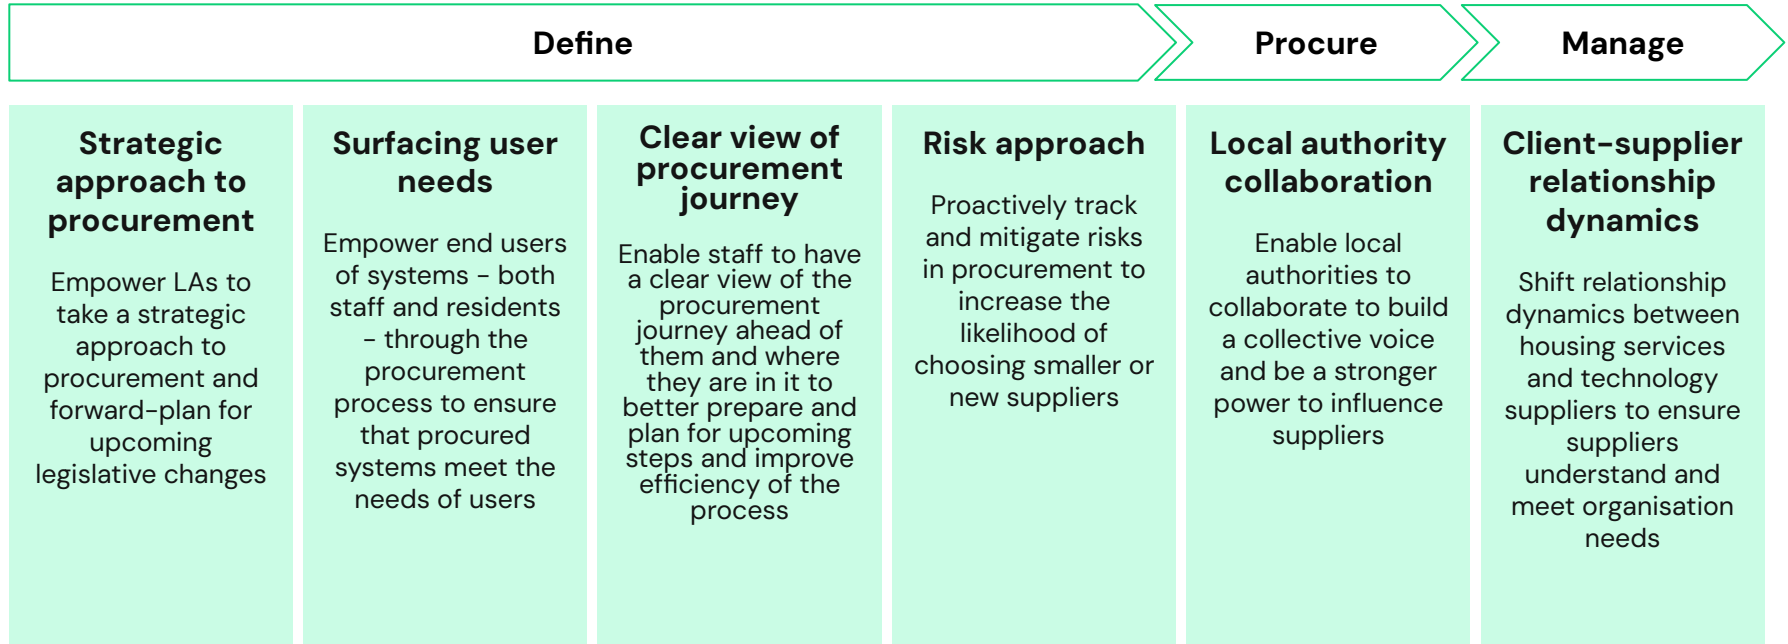 Define
Procure
Manage
Strategic
approach to
procurement
Empower LAs to
take a strategic
approach to
procurement and
forward-plan for
upcoming
legislative changes
Surfacing user
needs
Empower end users
of systems - both
staff and residents
- through the
procurement
process to ensure
that procured
systems meet the
needs of users
Clear view of
procurement
journey
Enable staff to have
a clear view of the
procurement
journey ahead of
them and where
they are in it to
better prepare and
plan for upcoming
steps and improve
efficiency of the
process
Risk approach
Proactively track
and mitigate risks
in procurement to
increase the
likelihood of
choosing smaller or
new suppliers
Local authority
collaboration
Enable local
authorities to
collaborate to build
a collective voice
and be a stronger
power to influence
suppliers
Client-supplier
relationship
dynamics
Shift relationship
dynamics between
housing services
and technology
suppliers to ensure
suppliers
understand and
meet organisation
needs